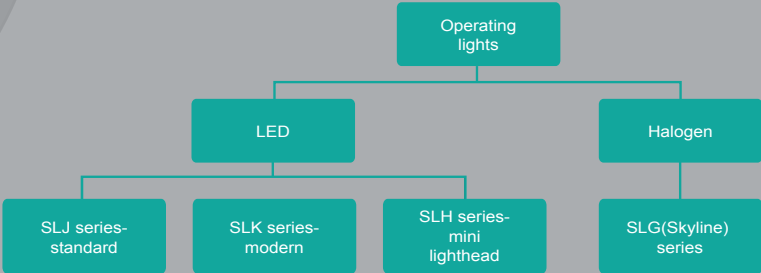 Operating
lights
LED
Halogen
SLJ series-
standard
SLK series-
modern
SLH series-
mini
lighthead
SLG(Skyline)
series